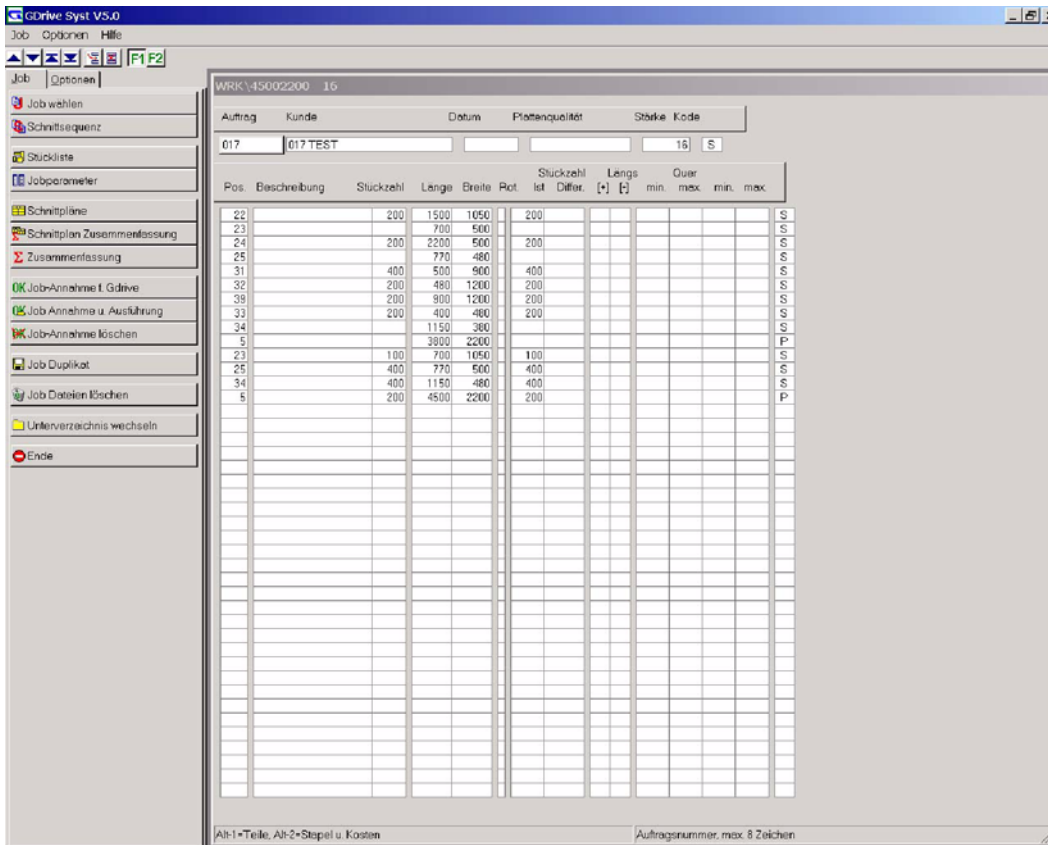 GDrive Syst V5.0
Job Optionen Hilfe
F1 F2
Job Optionen
Job wählen
Schnittsequenz
Stückliste
Jobparameter
Schnittpläne
Schnittplan Zusammenfassung
Σ Zusammenfassung
OK Job-Annahme f. Gdrive
OK Job Annahme u. Ausführung
OK Job-Annahme löschen
Job Duplikat
Job Dateien löschen
Unterverzeichnis wechseln
Ende
WRK\45002200 16
Auftrag Kunde Datum Plattenqualität Stärke Kode
017 017 TEST 16 S
Stückzahl Längs Quer
Pos. Beschreibung Stückzahl Länge Breite Rot. Ist Differ. [+] [-] min. max. min. max.
22 200 1500 1050 200 S
23 700 500 S
24 200 2200 500 200 S
25 770 480 S
31 400 500 900 400 S
32 200 480 1200 200 S
39 200 900 1200 200 S
33 200 400 480 200 S
34 1150 380 S
5 3800 2200 P
23 100 700 1050 100 S
25 400 770 500 400 S
34 400 1150 480 400 S
5 200 4500 2200 200 P
Alt-1=Teile, Alt-2=Stapel u. Kosten Auftragsnummer, max. 8 Zeichen